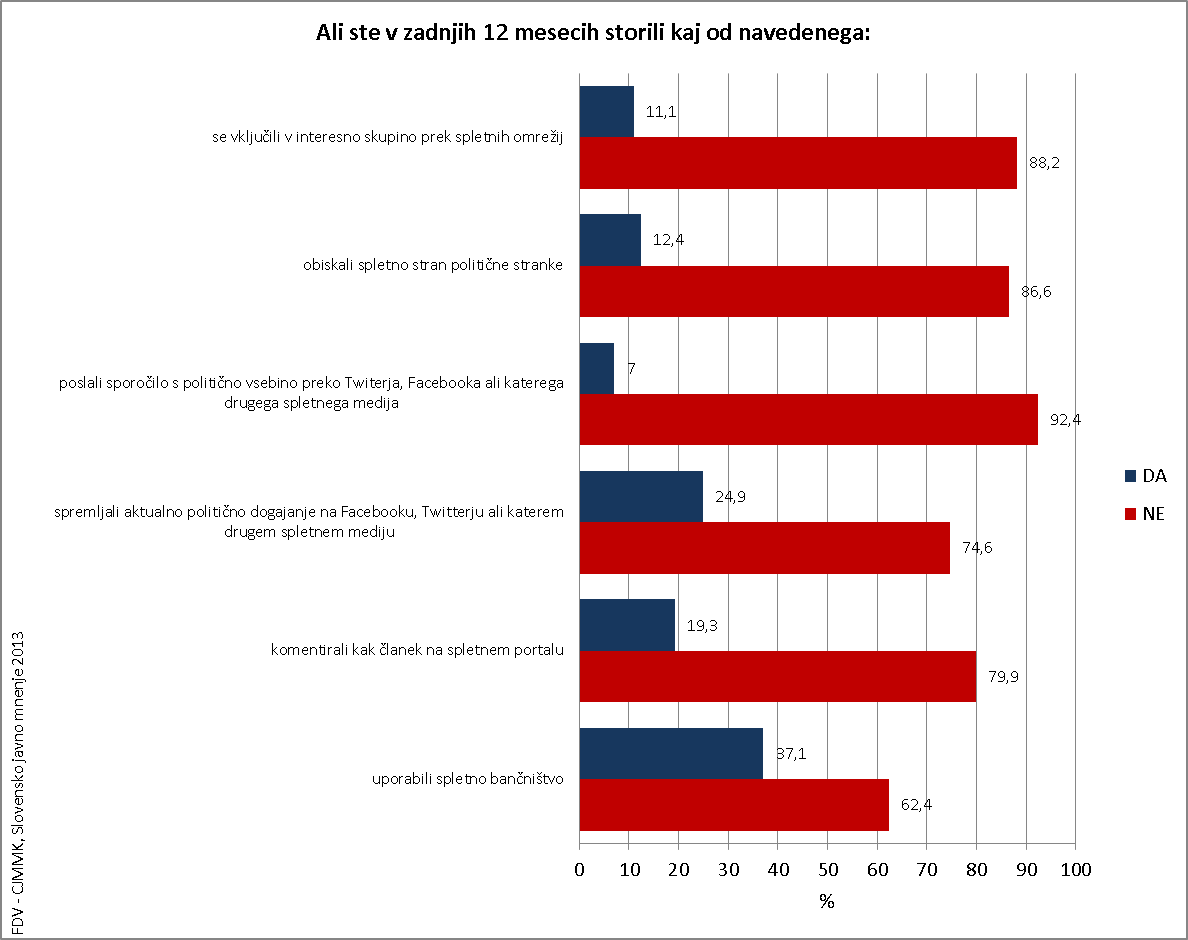 Ali ste v zadnjih 12 mesecih storili kaj od navedenega:
se vključili v interesno skupino prek spletnih omrežij
11,1
88,2
obiskali spletno stran politične stranke
12,4
86,6
poslali sporočilo s politično vsebino preko Twiterja, Facebooka ali katerega
drugega spletnega medija
7
92,4
spremljali aktualno politično dogajanje na Facebooku, Twitterju ali katerem
drugem spletnem mediju
24,9
74,6
komentirali kak članek na spletnem portalu
19,3
79,9
uporabili spletno bančništvo
37,1
62,4
0 10 20 30 40 50 60 70 80 90 100
%
DA
NE
FDV - CJMMK, Slovensko javno mnenje 2013